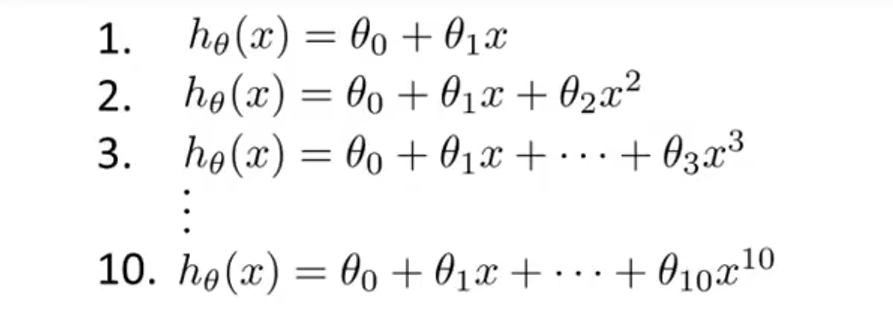 1. hθ(x) = θ₀ + θ₁x
2. hθ(x) = θ₀ + θ₁x + θ₂x²
3. hθ(x) = θ₀ + θ₁x + ⋯ + θ₃x³
⋮
10. hθ(x) = θ₀ + θ₁x + ⋯ + θ₁₀x¹⁰